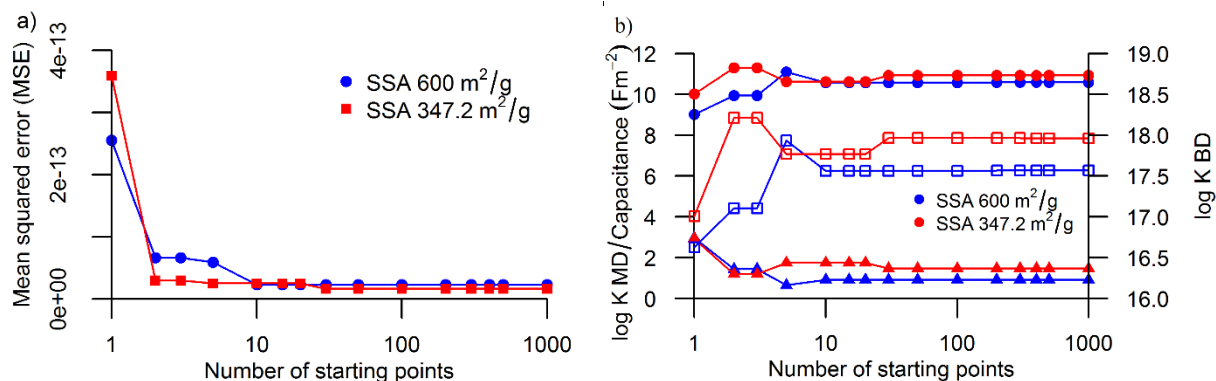 a)
Mean squared error (MSE)
4e-13
2e-13
0e+00
SSA 600 m²/g
SSA 347.2 m²/g
1 10 100 1000
Number of starting points
b)
log K MD/Capacitance (Fm⁻²)
12
10
8
6
4
2
0
SSA 600 m²/g
SSA 347.2 m²/g
19.0
18.5
18.0
17.5
17.0
16.5
16.0
log K BD
1 10 100 1000
Number of starting points